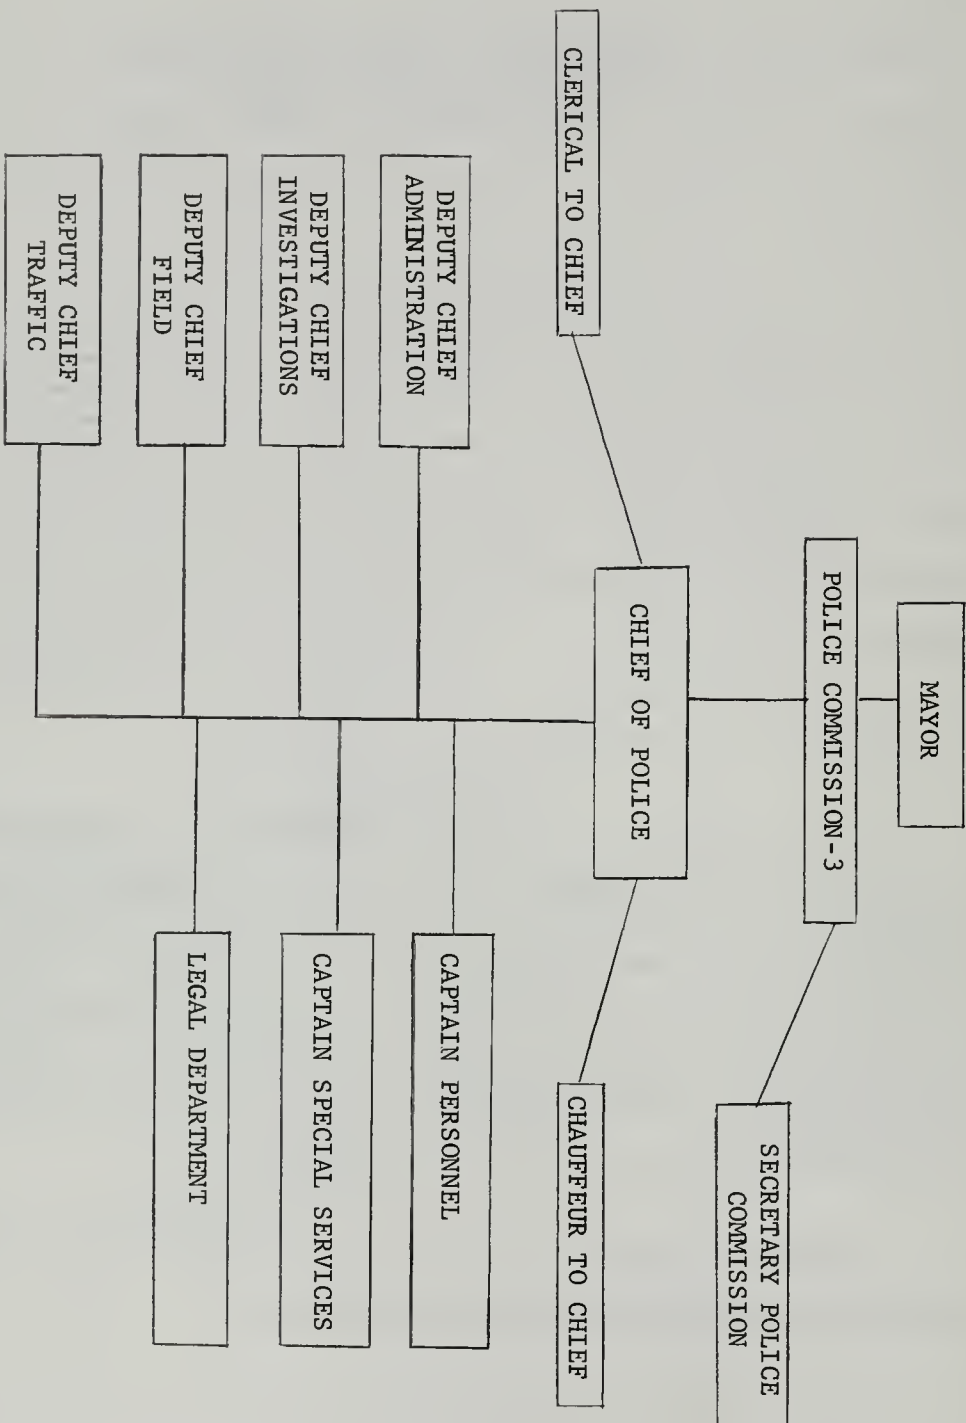 MAYOR
POLICE COMMISSION-3
SECRETARY POLICE
COMMISSION
CHIEF OF POLICE
CLERICAL TO CHIEF
CHAUFFEUR TO CHIEF
DEPUTY CHIEF
ADMINISTRATION
CAPTAIN PERSONNEL
DEPUTY CHIEF
INVESTIGATIONS
CAPTAIN SPECIAL SERVICES
DEPUTY CHIEF
FIELD
LEGAL DEPARTMENT
DEPUTY CHIEF
TRAFFIC